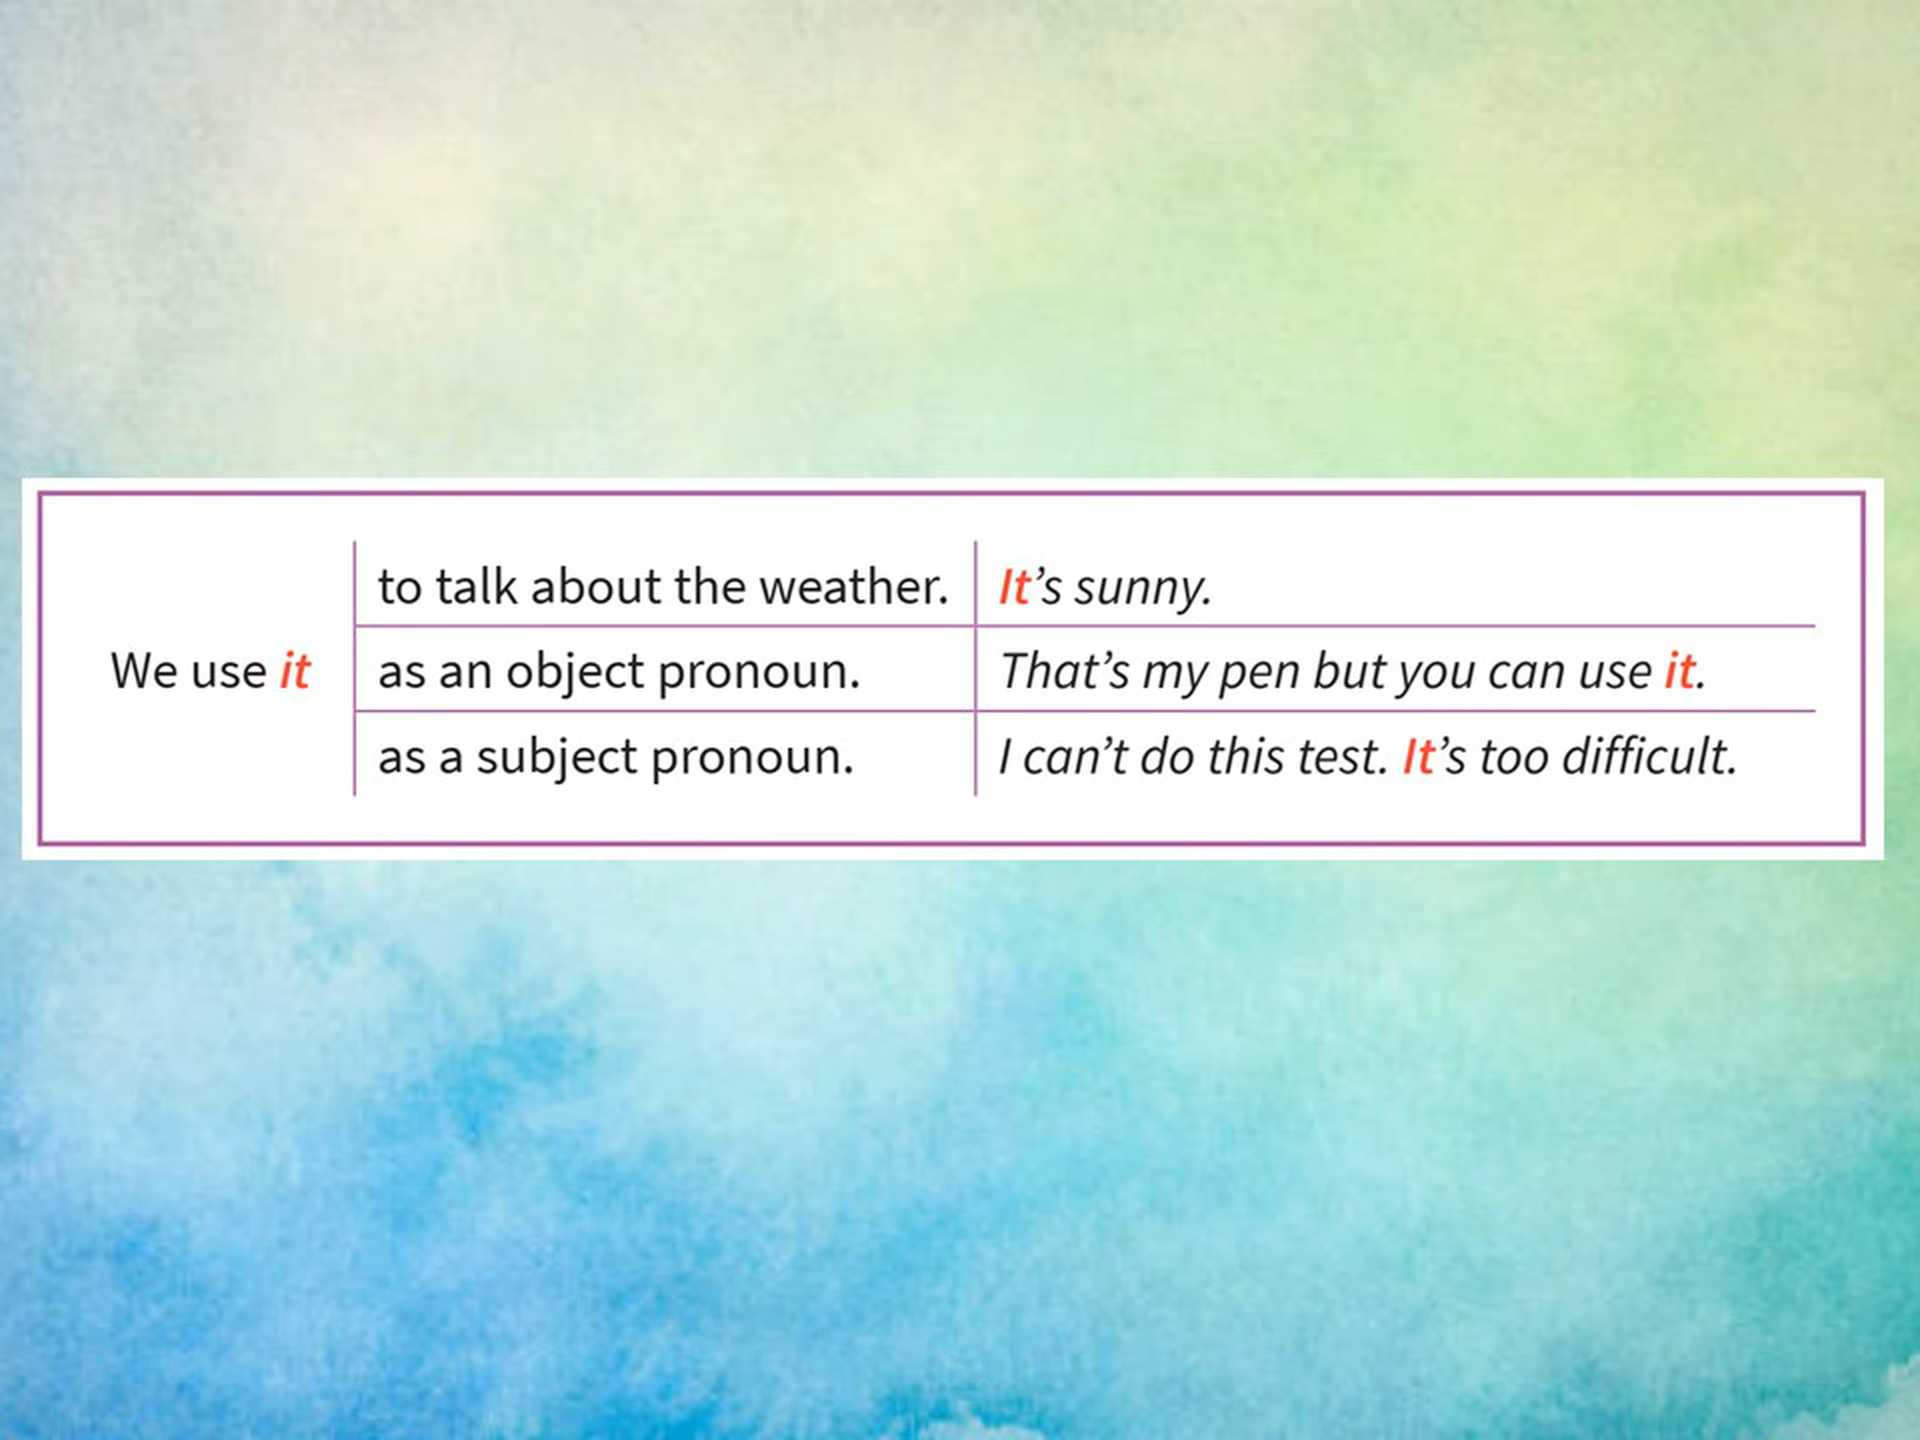 We use it
to talk about the weather.
It’s sunny.
as an object pronoun.
That’s my pen but you can use it.
as a subject pronoun.
I can’t do this test. It’s too difficult.